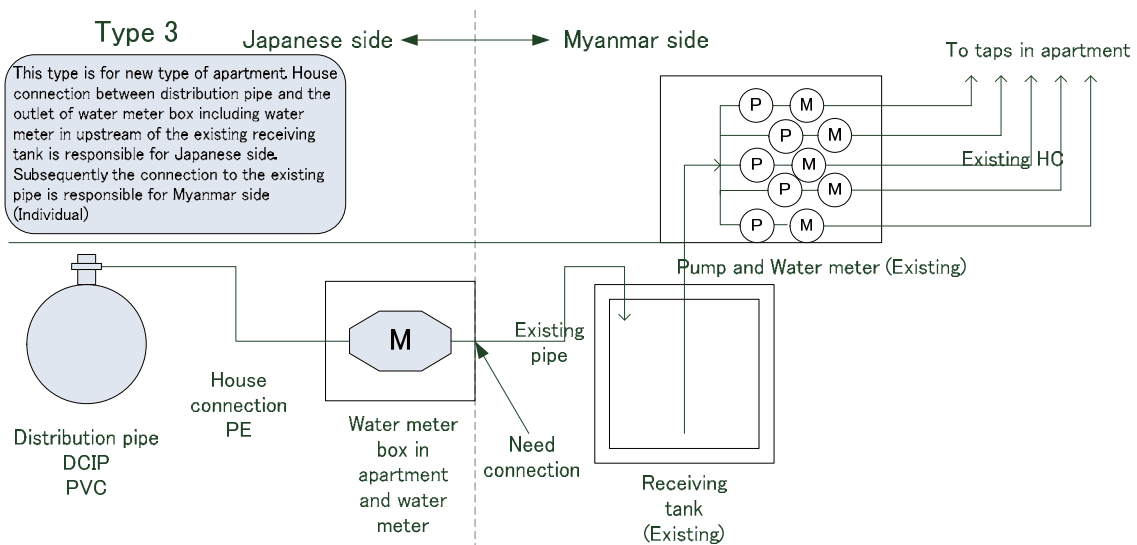 Type 3
Japanese side
Myanmar side
This type is for new type of apartment. House
connection between distribution pipe and the
outlet of water meter box including water
meter in upstream of the existing receiving
tank is responsible for Japanese side.
Subsequently the connection to the existing
pipe is responsible for Myanmar side
(Individual)
To taps in apartment
P M
P M
P M
P M
P M
Existing HC
Pump and Water meter (Existing)
M
Existing
pipe
House
connection
PE
Distribution pipe
DCIP
PVC
Water meter
box in
apartment
and water
meter
Need
connection
Receiving
tank
(Existing)